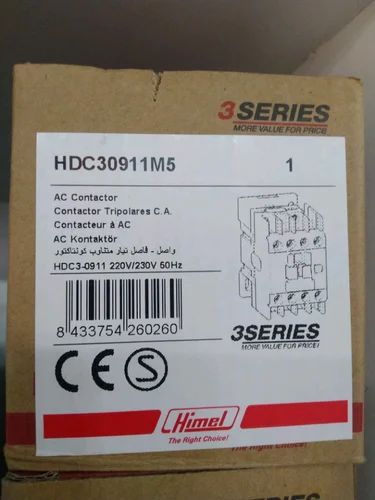 3SERIES
MORE VALUE FOR PRICE!
HDC30911M5 1
AC Contactor
Contactor Tripolares C.A.
Contacteur à AC
AC Kontaktör
واصل - فاصل تيار متناوب كونتاكتور
HDC3-0911 220V/230V 50Hz
8 433754 260260
3SERIES
MORE VALUE FOR PRICE!
CE
Himel
The Right Choice!